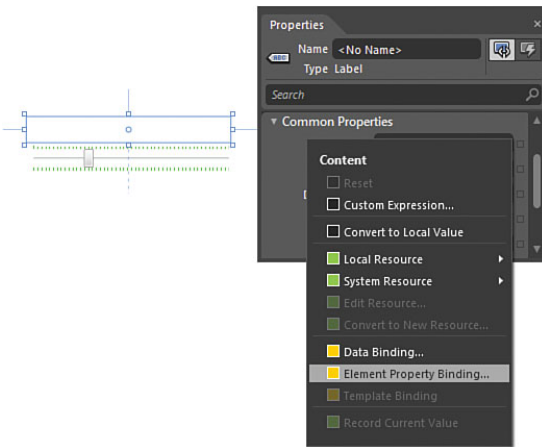 Properties
ABC
Name <No Name>
Type Label
Search
Common Properties
Content
Reset
Custom Expression...
Convert to Local Value
Local Resource
System Resource
Edit Resource...
Convert to New Resource...
Data Binding...
Element Property Binding...
Template Binding
Record Current Value